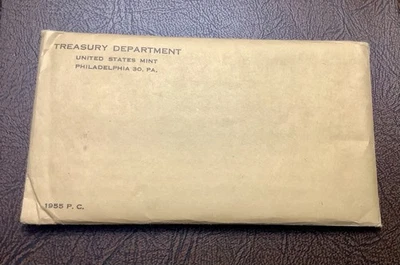 TREASURY DEPARTMENT
UNITED STATES MINT
PHILADELPHIA 30, PA.
1955 P. C.